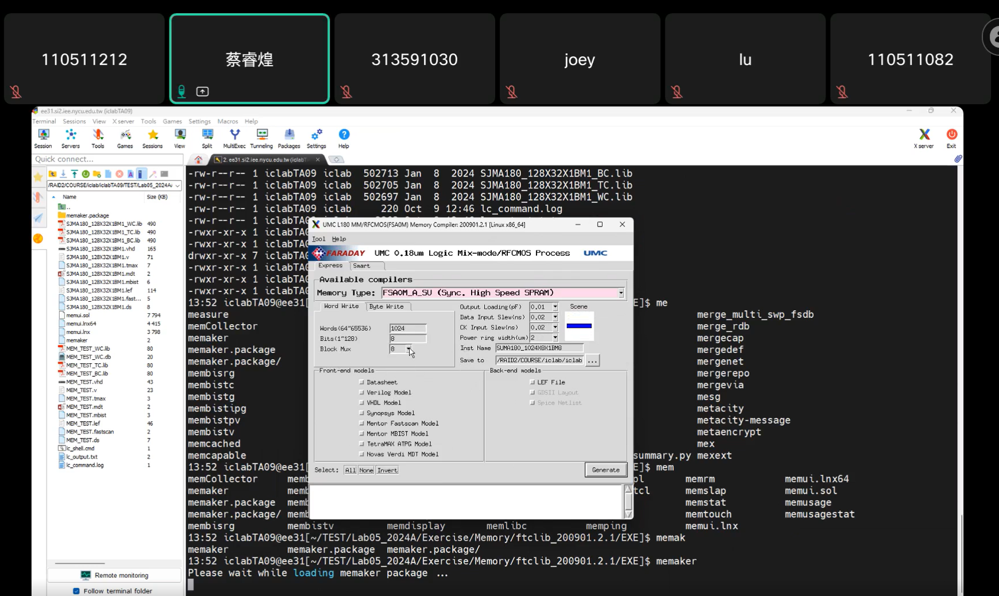 110511212
蔡睿煌
313591030
joey
lu
110511082
ee31.si2.iee.nycu.edu.tw (iclabTA09)
Terminal Sessions View X server Tools Games Settings Macros Help
Session Servers Tools Games Sessions View Split MultiExec Tunneling Packages Settings Help X server Exit
Quick connect...
2. ee31.si2.iee.nycu.edu.tw (iclabT
/RAID2/COURSE/iclab/iclabTA09/TEST/Lab05_2024A/
Name Size (KB)
..
memaker.package
SJMA180_128X32X1BM1_WC.lib 490
SJMA180_128X32X1BM1_TC.lib 490
SJMA180_128X32X1BM1_BC.lib 490
SJMA180_128X32X1BM1.vhd 165
SJMA180_128X32X1BM1.v 71
SJMA180_128X32X1BM1.tmax 7
SJMA180_128X32X1BM1.mdt 2
SJMA180_128X32X1BM1.mbist 6
SJMA180_128X32X1BM1.lef 114
SJMA180_128X32X1BM1.fast... 5
SJMA180_128X32X1BM1.ds 8
memui.sol 7 794
memui.lnx64 4 415
memui.lnx 3 798
memaker 2
MEM_TEST_WC.lib 80
MEM_TEST_WC.db 20
MEM_TEST_TC.lib 80
MEM_TEST_BC.lib 80
MEM_TEST.vhd 43
MEM_TEST.v 23
MEM_TEST.tmax 3
MEM_TEST.mdt 2
MEM_TEST.mbist 3
MEM_TEST.lef 46
MEM_TEST.fastscan 2
MEM_TEST.ds 7
lc_shell.cmd 1
lc_output.txt 2
lc_command.log 1
Remote monitoring
Follow terminal folder
-rw-r--r-- 1 iclabTA09 iclab 502713 Jan 8 2024 SJMA180_128X32X1BM1_BC.lib
-rw-r--r-- 1 iclabTA09 iclab 502705 Jan 8 2024 SJMA180_128X32X1BM1_TC.lib
-rw-r--r-- 1 iclabTA09 iclab 502697 Jan 8 2024 SJMA180_128X32X1BM1_WC.lib
-rw-r--r-- 1 iclabTA09 iclab 220 Oct 9 12:46 lc_command.log
-rw-r--r-- 1 iclabTA0
-rw-r--r-- 1 iclabTA0
-rwxr-xr-x 1 iclabTA0
drwxr-xr-x 7 iclabTA0
-rwxr-xr-x 1 iclabTA0
-rwxr-xr-x 1 iclabTA0
-rwxr-xr-x 1 iclabTA0
13:52 iclabTA09@ee31[ E]$ me
measure merge_multi_swp_fsdb
memCollector merge_rdb
memaker merged
memaker.package mergedef
memaker.package/ mergenet
membisrg mergerepo
membistc mergevia
membistg mesg
membistipg metacity
membistpv metacity-message
membistv metaencrypt
memcached mex
memcapable summary.py mexext
13:52 iclabTA09@ee31[ E]$ mem
memCollector memb ol memrm memui.lnx64
memaker memb tcl memslap memui.sol
memaker.package memb memstat memusage
memaker.package/ memb memtouch memusagestat
membisrg membistv memdisplay memlibc memping memui.lnx
13:52 iclabTA09@ee31[~/TEST/Lab05_2024A/Exercise/Memory/ftclib_200901.2.1/EXE]$ memak
memaker memaker.package memaker.package/
13:52 iclabTA09@ee31[~/TEST/Lab05_2024A/Exercise/Memory/ftclib_200901.2.1/EXE]$ memaker
Please wait while loading memaker package ...
UMC L180 MM/RFCMOS(FSA0M) Memory Compiler: 200901.2.1 [Linux x86_64]
Tool Help
FARADAY UMC 0.18um Logic Mix-mode/RFCMOS Process UMC
Express Smart
Available compilers
Memory Type: FSA0M_A_SU (Sync. High Speed SPRAM)
Word Write Byte Write
Words(64~65536) 1024
Bits(1~128) 8
Block Mux 8
Output Loading(pF) 0.01
Data Input Slew(ns) 0.02
CK Input Slew(ns) 0.02
Power ring width(um) 2
Scene
Inst Name SUMA180_1024X8X1BM8
Save to /RAID2/COURSE/iclab/iclab ...
Front-end models
Datasheet
Verilog Model
VHDL Model
Synopsys Model
Mentor Fastscan Model
Mentor MBIST Model
TetraMAX ATPG Model
Novas Verdi MDT Model
Back-end models
LEF File
GDSII Layout
Spice Netlist
Select: All None Invert
Generate